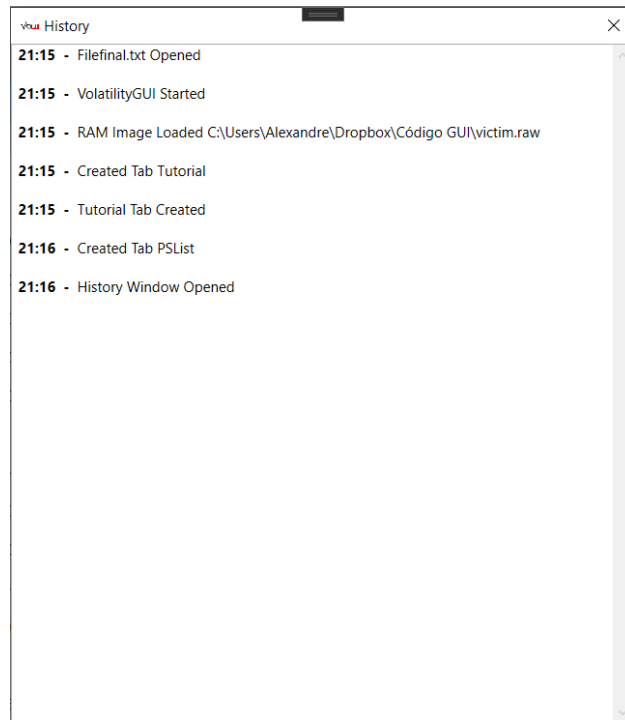 History
21:15 - Filefinal.txt Opened
21:15 - VolatilityGUI Started
21:15 - RAM Image Loaded C:\Users\Alexandre\Dropbox\Código GUI\victim.raw
21:15 - Created Tab Tutorial
21:15 - Tutorial Tab Created
21:16 - Created Tab PSList
21:16 - History Window Opened